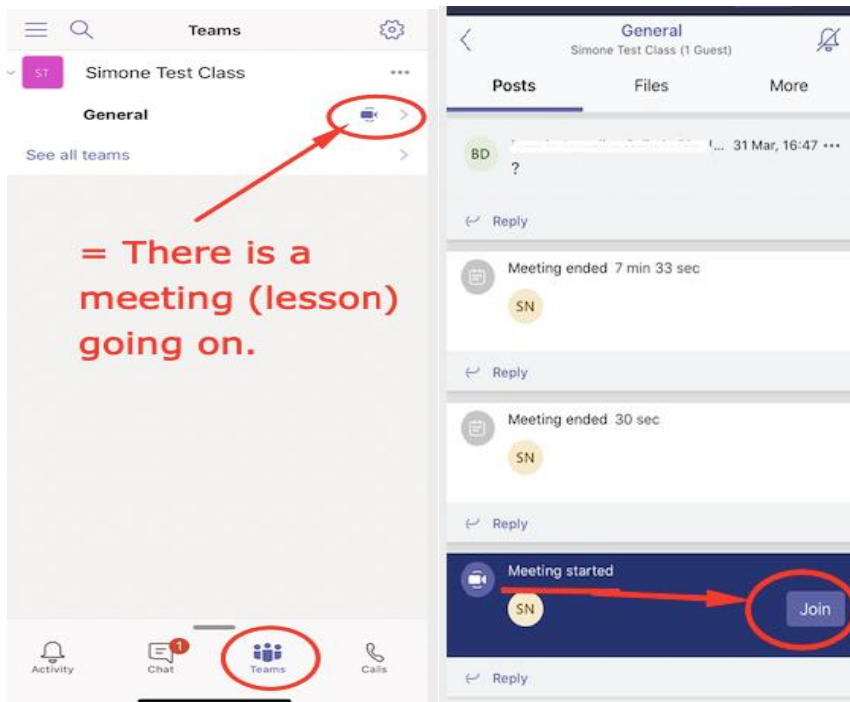 Teams
ST Simone Test Class
General
See all teams
= There is a
meeting (lesson)
going on.
Activity
1
Chat
Teams
Calls
General
Simone Test Class (1 Guest)
Posts Files More
BD 31 Mar, 16:47
?
Reply
Meeting ended 7 min 33 sec
SN
Reply
Meeting ended 30 sec
SN
Reply
Meeting started
SN
Join
Reply